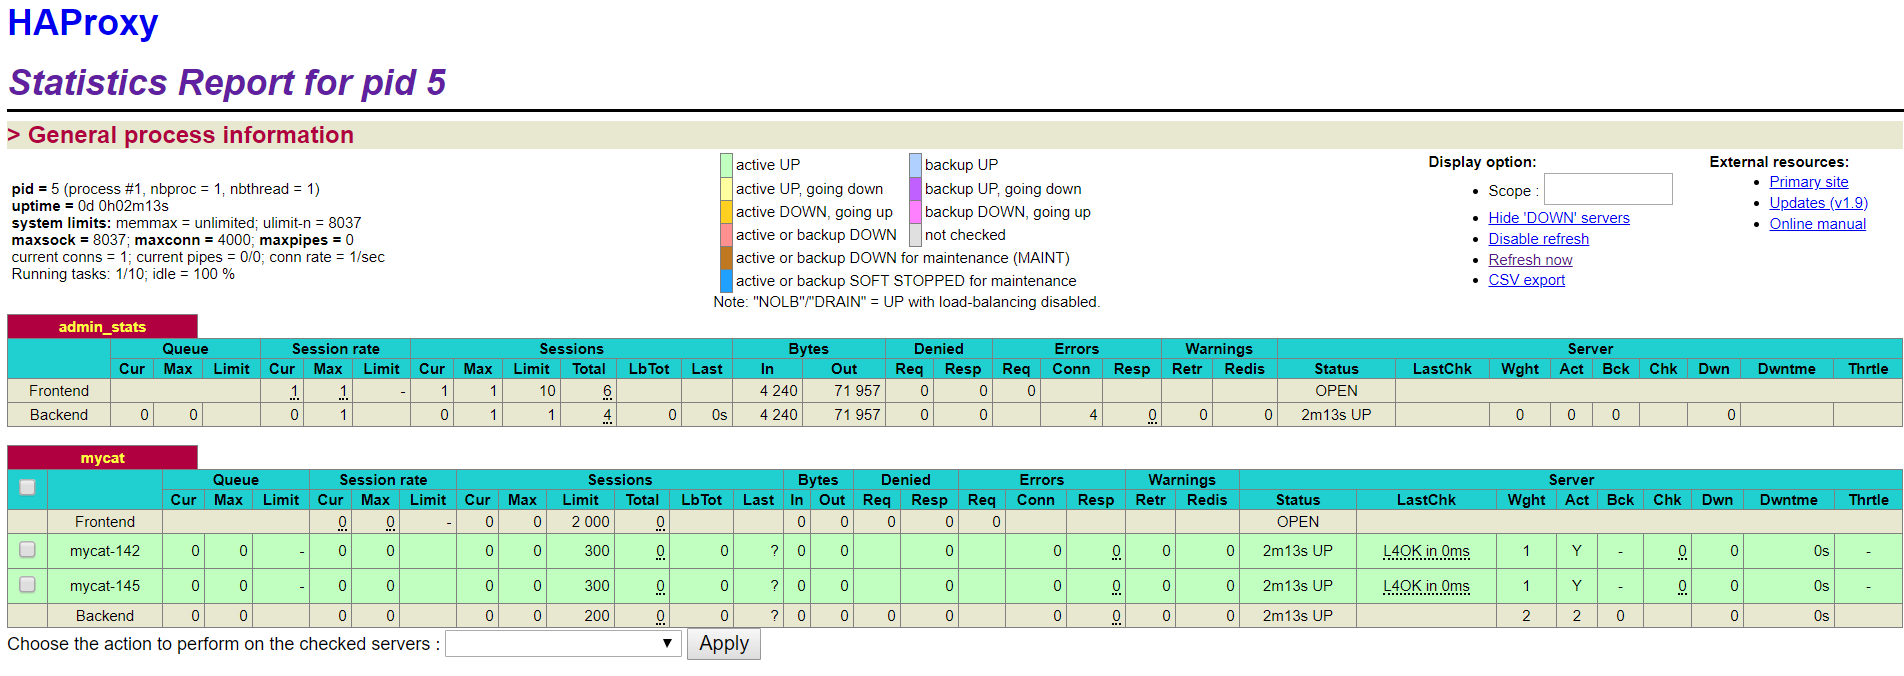 HAProxy
Statistics Report for pid 5
> General process information
pid = 5 (process #1, nbproc = 1, nbthread = 1)
uptime = 0d 0h02m13s
system limits: memmax = unlimited; ulimit-n = 8037
maxsock = 8037; maxconn = 4000; maxpipes = 0
current conns = 1; current pipes = 0/0; conn rate = 1/sec
Running tasks: 1/10; idle = 100 %
active UP backup UP
active UP, going down backup UP, going down
active DOWN, going up backup DOWN, going up
active or backup DOWN not checked
active or backup DOWN for maintenance (MAINT)
active or backup SOFT STOPPED for maintenance
Note: "NOLB"/"DRAIN" = UP with load-balancing disabled.
Display option:
Scope :
Hide 'DOWN' servers
Disable refresh
Refresh now
CSV export
External resources:
Primary site
Updates (v1.9)
Online manual
admin_stats
Queue Session rate Sessions Bytes Denied Errors Warnings Server
Cur Max Limit Cur Max Limit Cur Max Limit Total LbTot Last In Out Req Resp Req Conn Resp Retr Redis Status LastChk Wght Act Bck Chk Dwn Dwntme Thrtle
Frontend 1 1 - 1 1 10 6 4 240 71 957 0 0 0 OPEN
Backend 0 0 0 1 0 1 1 4 0 0s 4 240 71 957 0 0 4 0 0 0 2m13s UP 0 0 0 0
mycat
Queue Session rate Sessions Bytes Denied Errors Warnings Server
Cur Max Limit Cur Max Limit Cur Max Limit Total LbTot Last In Out Req Resp Req Conn Resp Retr Redis Status LastChk Wght Act Bck Chk Dwn Dwntme Thrtle
Frontend 0 0 - 0 0 2 000 0 0 0 0 0 0 OPEN
mycat-142 0 0 - 0 0 0 0 300 0 0 ? 0 0 0 0 0 0 0 2m13s UP L4OK in 0ms 1 Y - 0 0 0s -
mycat-145 0 0 - 0 0 0 0 300 0 0 ? 0 0 0 0 0 0 0 2m13s UP L4OK in 0ms 1 Y - 0 0 0s -
Backend 0 0 0 0 0 0 200 0 0 ? 0 0 0 0 0 0 0 0 2m13s UP 2 2 0 0 0s
Choose the action to perform on the checked servers : Apply